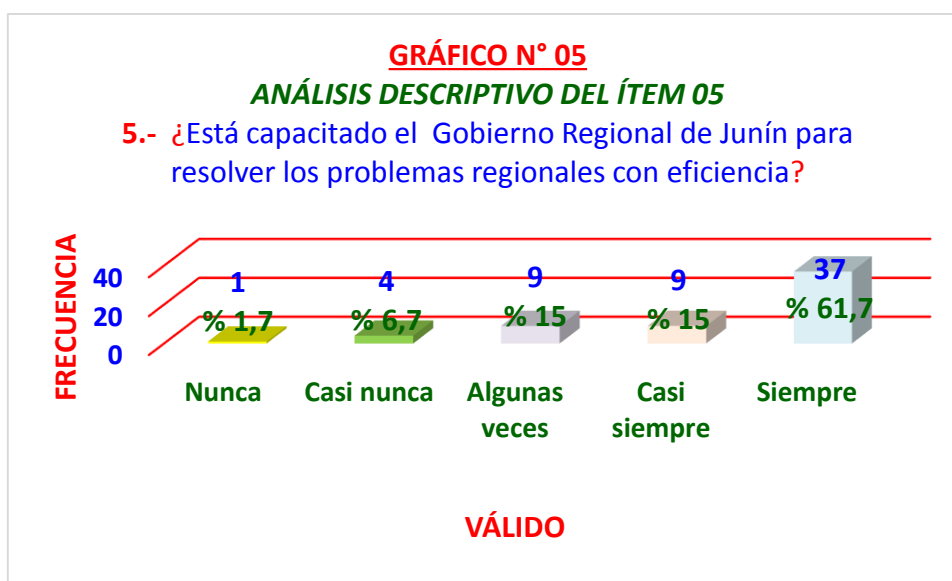 GRÁFICO N° 05
ANÁLISIS DESCRIPTIVO DEL ÍTEM 05
5.- ¿Está capacitado el Gobierno Regional de Junín para
resolver los problemas regionales con eficiencia?
FRECUENCIA
40
20
0
1
4
9
9
37
% 1,7
% 6,7
% 15
% 15
% 61,7
Nunca
Casi nunca
Algunas
veces
Casi
siempre
Siempre
VÁLIDO